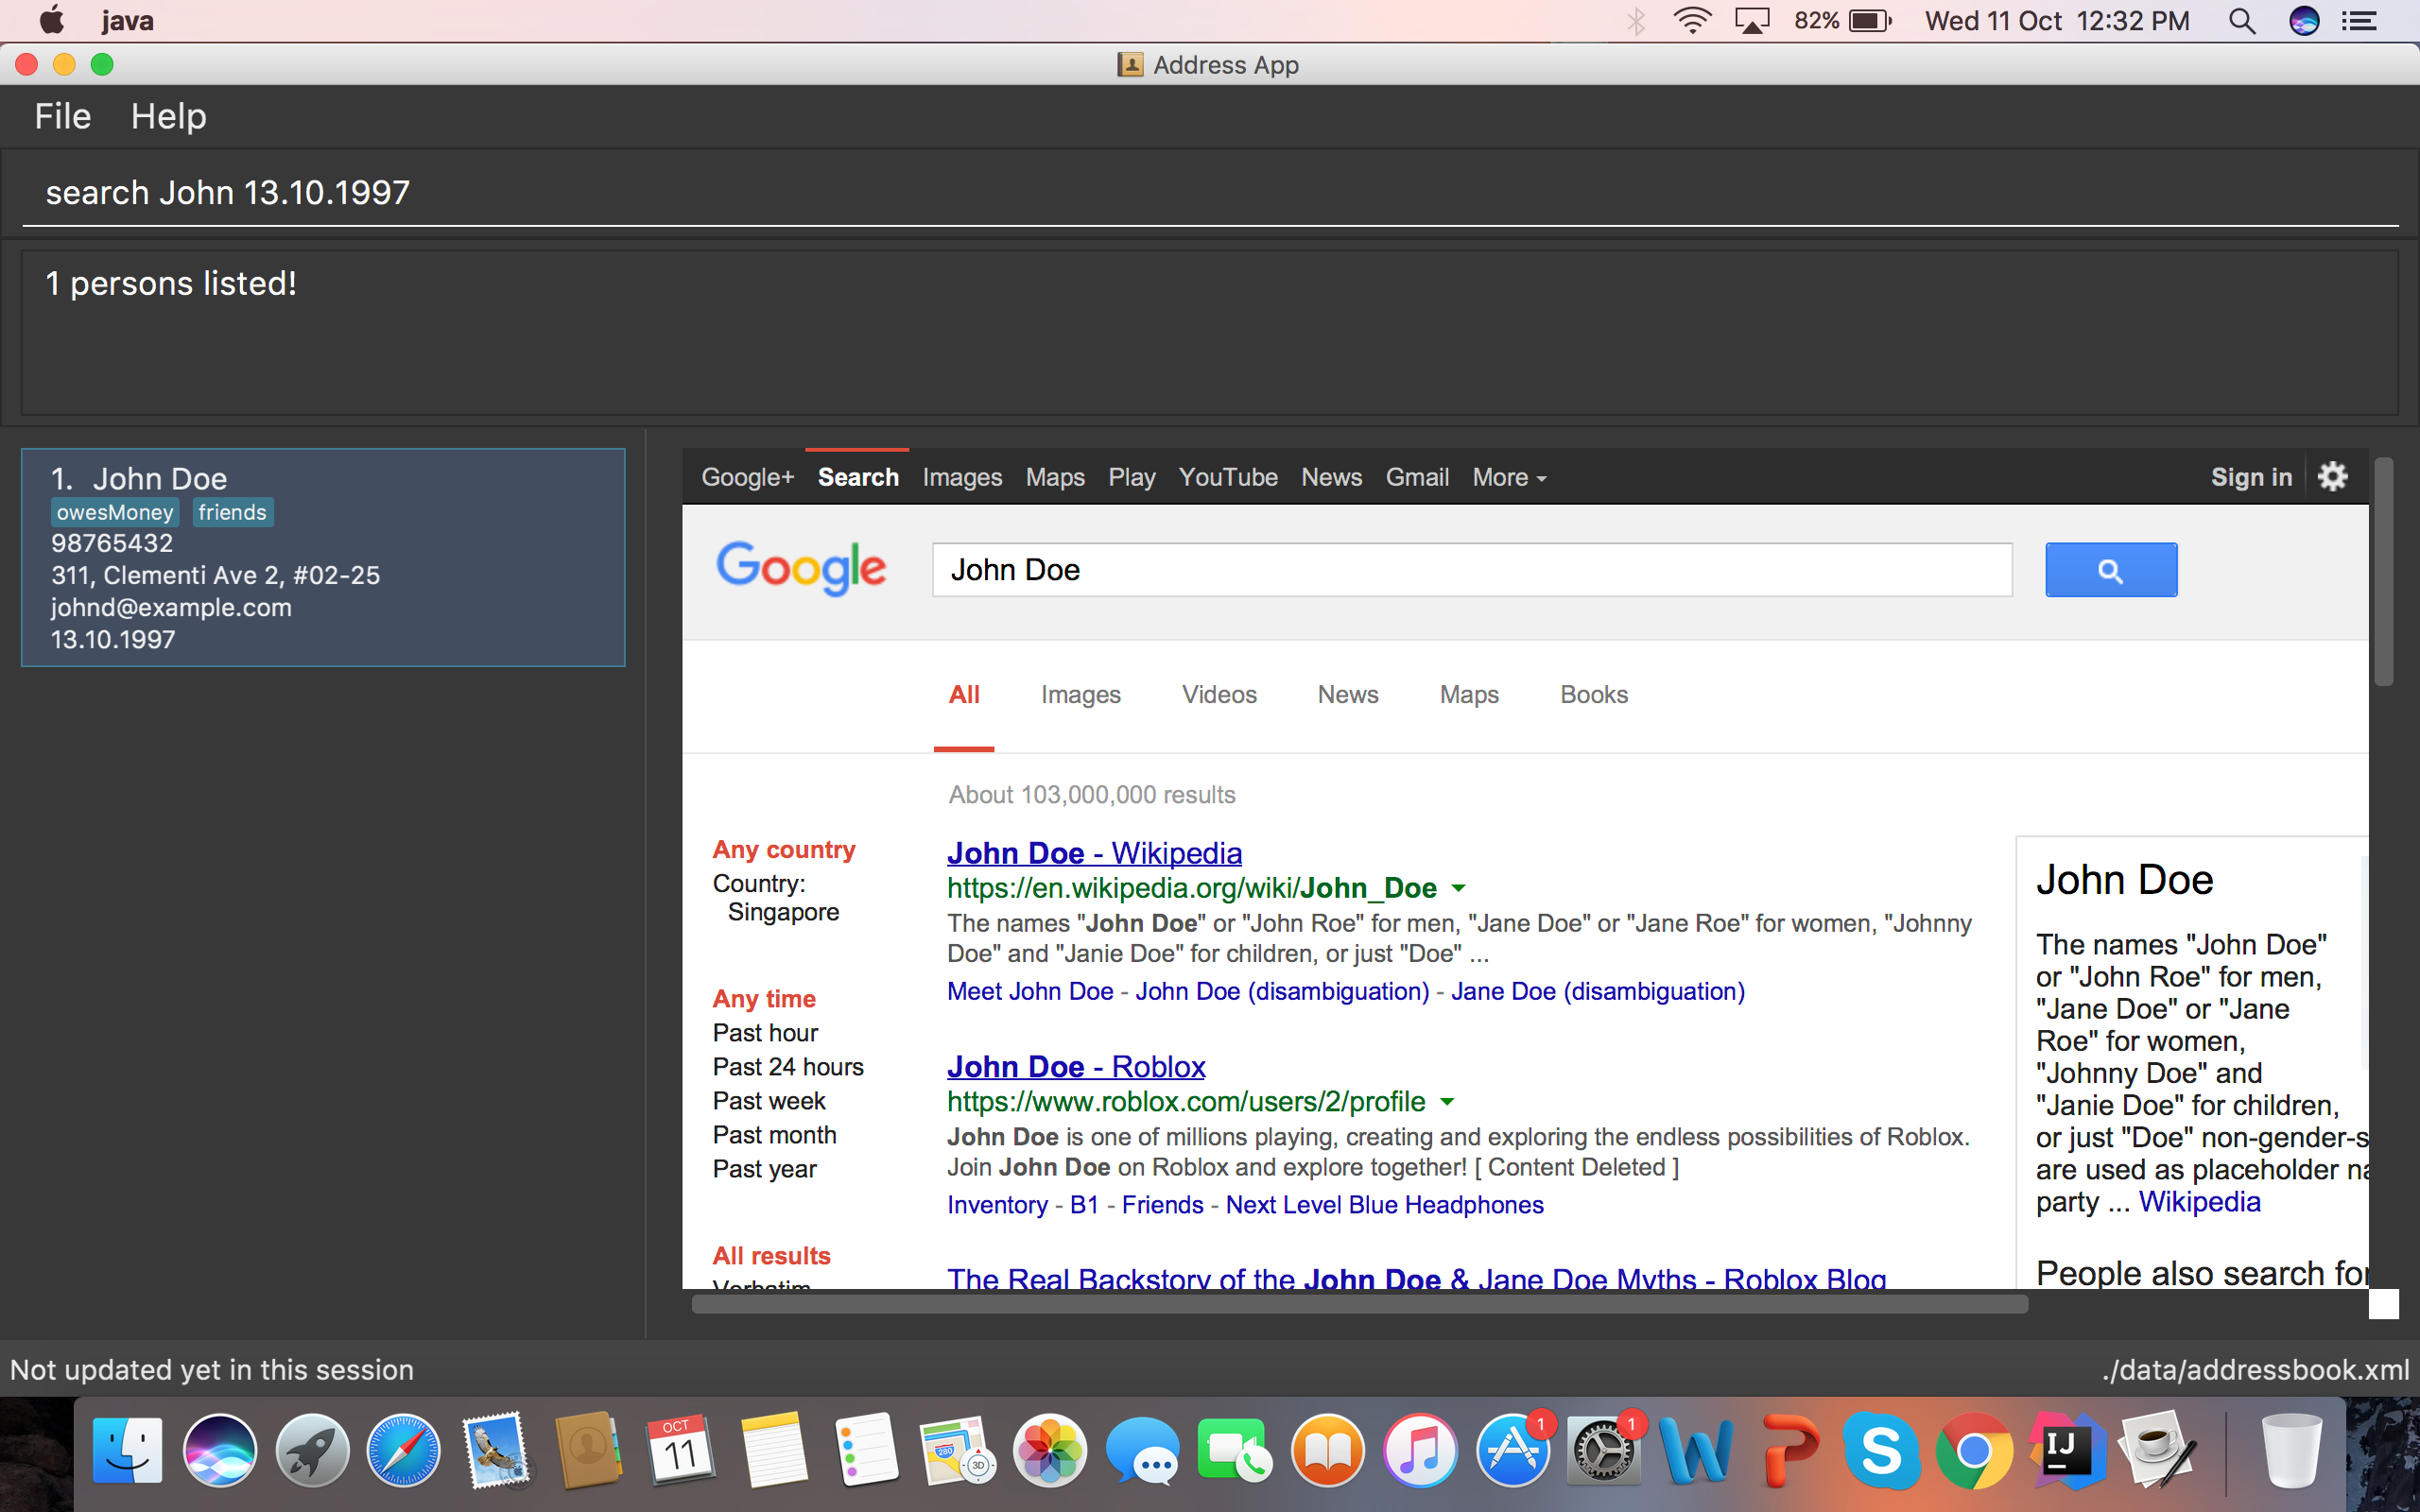 java
82%
Wed 11 Oct 12:32 PM
Address App
File Help
search John 13.10.1997
1 persons listed!
1. John Doe
owesMoney friends
98765432
311, Clementi Ave 2, #02-25
johnd@example.com
13.10.1997
Google+ Search Images Maps Play YouTube News Gmail More
Sign in
Google
John Doe
All Images Videos News Maps Books
About 103,000,000 results
Any country
Country:
Singapore
Any time
Past hour
Past 24 hours
Past week
Past month
Past year
All results
Verbatim
John Doe - Wikipedia
https://en.wikipedia.org/wiki/John_Doe
The names "John Doe" or "John Roe" for men, "Jane Doe" or "Jane Roe" for women, "Johnny
Doe" and "Janie Doe" for children, or just "Doe" ...
Meet John Doe - John Doe (disambiguation) - Jane Doe (disambiguation)
John Doe - Roblox
https://www.roblox.com/users/2/profile
John Doe is one of millions playing, creating and exploring the endless possibilities of Roblox.
Join John Doe on Roblox and explore together! [ Content Deleted ]
Inventory - B1 - Friends - Next Level Blue Headphones
The Real Backstory of the John Doe & Jane Doe Myths - Roblox Blog
John Doe
The names "John Doe"
or "John Roe" for men,
"Jane Doe" or "Jane
Roe" for women,
"Johnny Doe" and
"Janie Doe" for children,
or just "Doe" non-gender-s
are used as placeholder na
party ... Wikipedia
People also search for
Not updated yet in this session
./data/addressbook.xml
OCT
11
280
3D
1
1
W
P
S
IJ